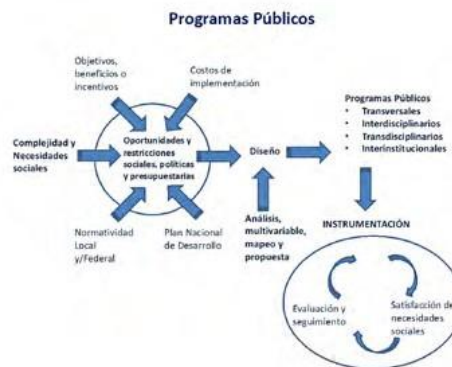 Programas Públicos
Objetivos,
beneficios o
incentivos
Costos de
implementación
Complejidad y
Necesidades
sociales
Oportunidades y
restricciones
sociales, políticas
y presupuestarias
Diseño
Programas Públicos
• Transversales
• Interdisciplinarios
• Transdisciplinarios
• Interinstitucionales
Normatividad
Local
y/Federal
Plan Nacional
de Desarrollo
Análisis,
multivariable,
mapeo y
propuesta
INSTRUMENTACIÓN
Evaluación y
seguimiento
Satisfacción de
necesidades
sociales